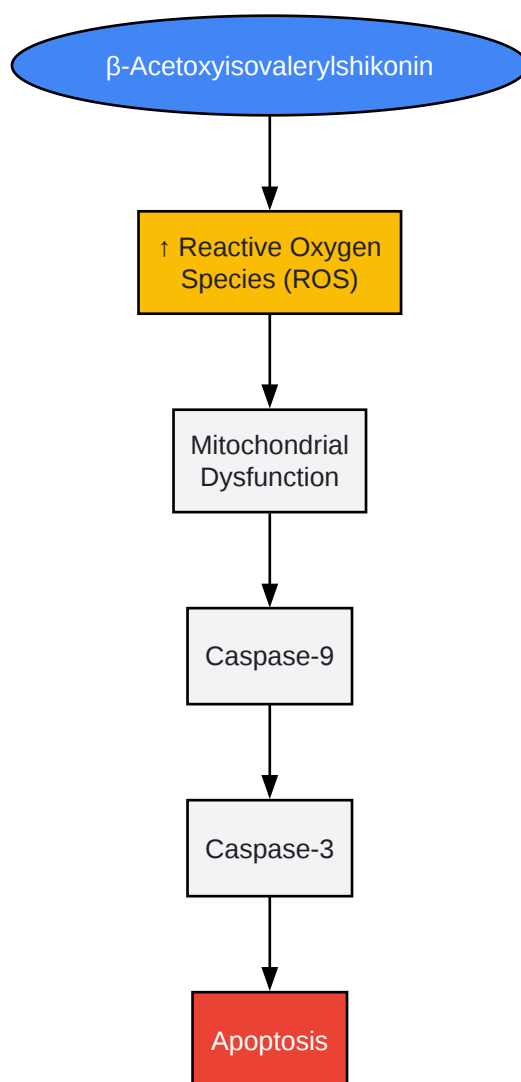 β-Acetoxyisovalerylshikonin
↑ Reactive Oxygen
Species (ROS)
Mitochondrial
Dysfunction
Caspase-9
Caspase-3
Apoptosis